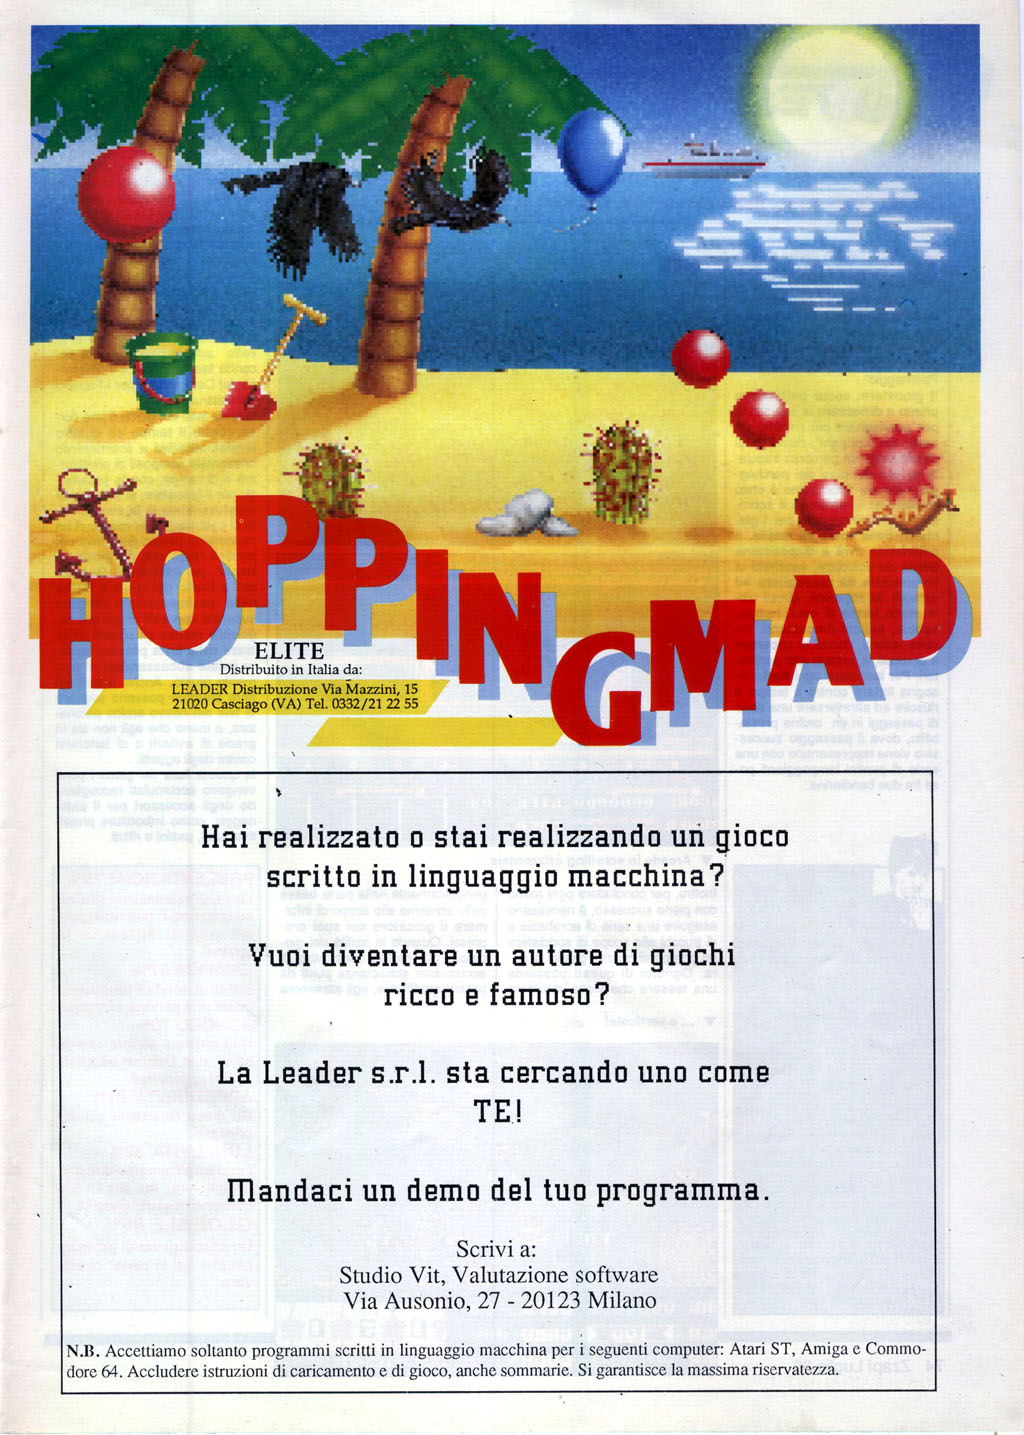 HOPPINGMAD
ELITE
Distribuito in Italia da:
LEADER Distribuzione Via Mazzini, 15
21020 Casciago (VA) Tel. 0332/21 22 55
Hai realizzato o stai realizzando un gioco
scritto in linguaggio macchina?
Vuoi diventare un autore di giochi
ricco e famoso?
La Leader s.r.l. sta cercando uno come
TE!
Mandaci un demo del tuo programma.
Scrivi a:
Studio Vit, Valutazione software
Via Ausonio, 27 - 20123 Milano
N.B. Accettiamo soltanto programmi scritti in linguaggio macchina per i seguenti computer: Atari ST, Amiga e Commo-
dore 64. Accludere istruzioni di caricamento e di gioco, anche sommarie. Si garantisce la massima riservatezza.